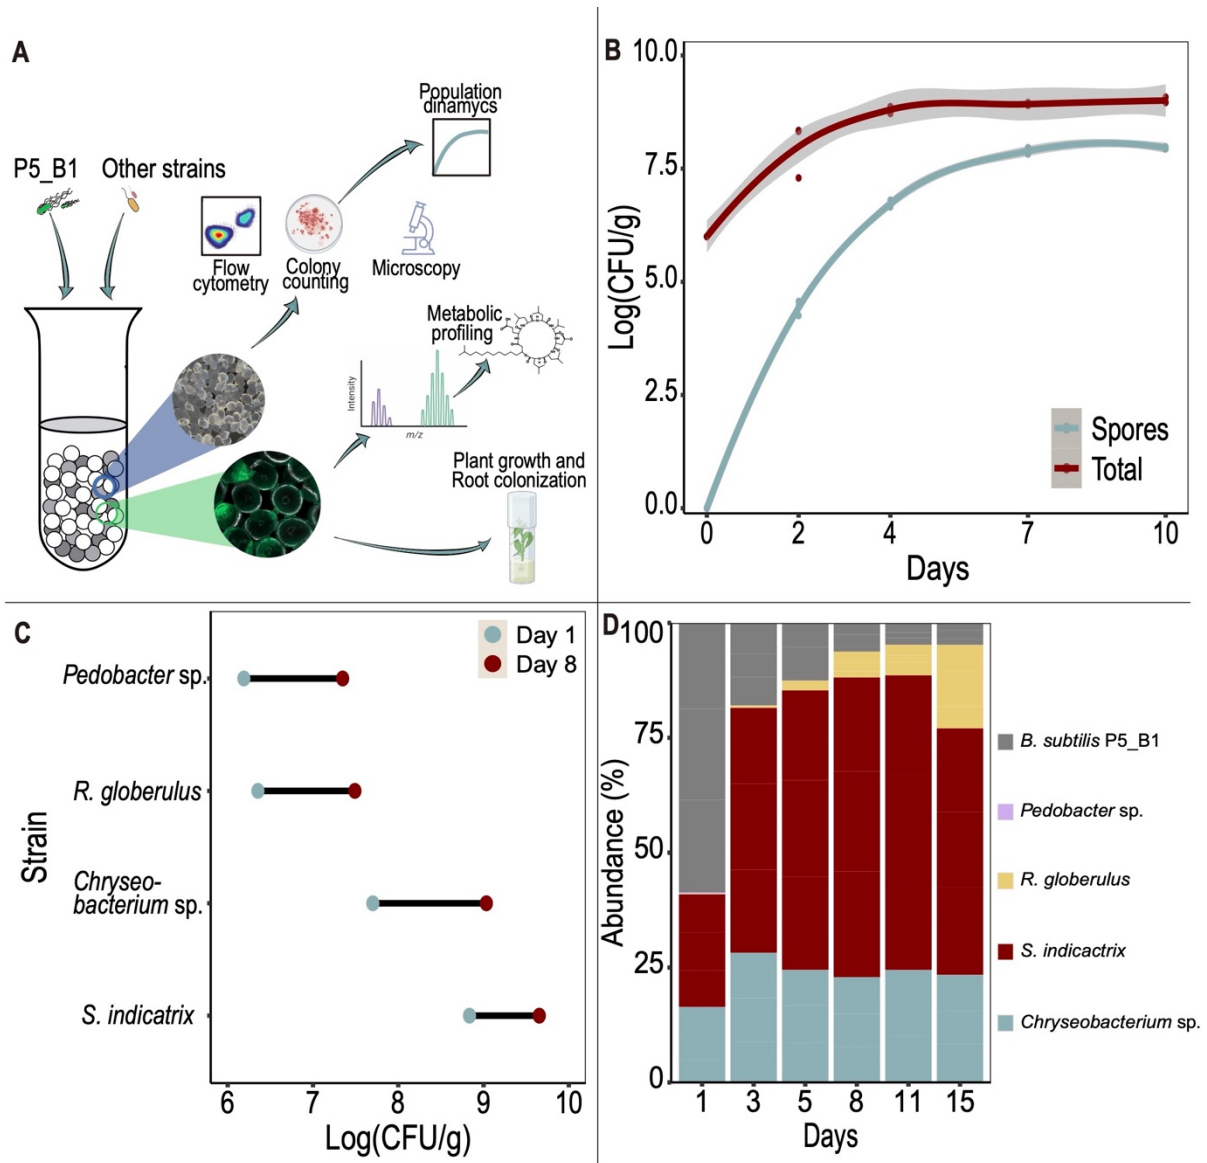 A
P5_B1
Other strains
Flow
cytometry
Colony
counting
Population
dinamycs
Microscopy
Metabolic
profiling
Intensity
m/z
Plant growth and
Root colonization
B
Log(CFU/g)
10.0
7.5
5.0
2.5
0.0
0 2 4 7 10
Days
Spores
Total
C
Day 1
Day 8
Strain
Pedobacter sp.
R. globerulus
Chryseo-
bacterium sp.
S. indicatrix
6 7 8 9 10
Log(CFU/g)
D
Abundance (%)
100
75
50
25
0
1 3 5 8 11 15
Days
B. subtilis P5_B1
Pedobacter sp.
R. globerulus
S. indicactrix
Chryseobacterium sp.